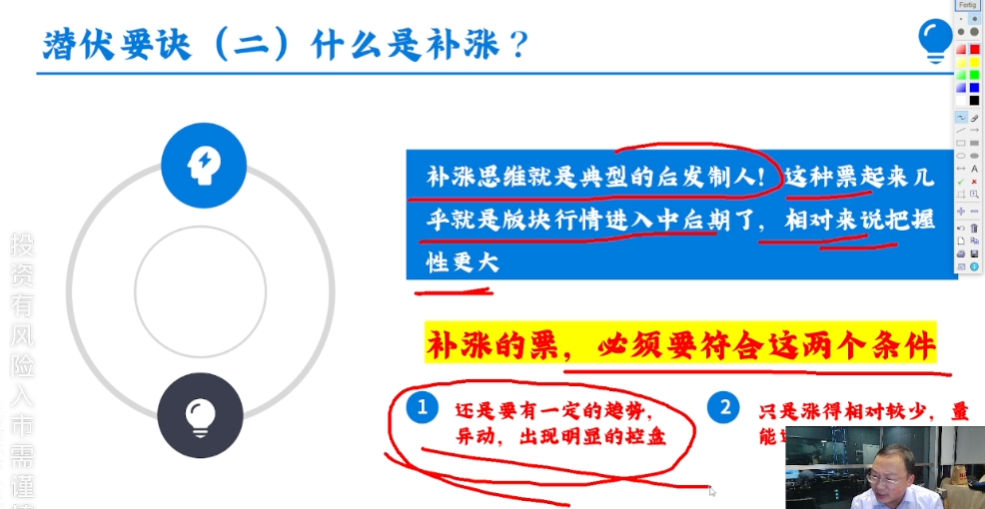 Fertig
潜伏要诀（二）什么是补涨？
补涨思维就是典型的后发制人！这种票起来几
乎就是版块行情进入中后期了，相对来说把握
性更大
补涨的票，必须要符合这两个条件
1
还是要有一定的趋势，
异动，出现明显的控盘
2
只是涨得相对较少，量
能
投资有风险入市需谨
A